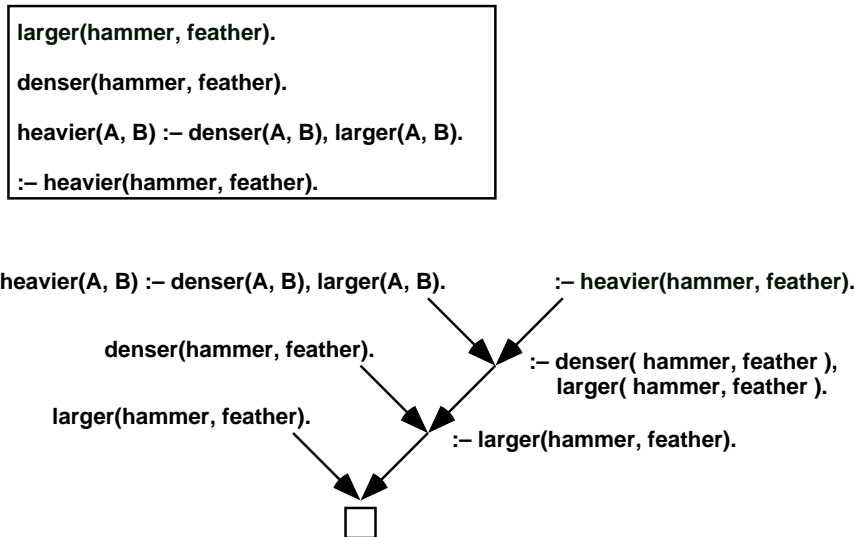 larger(hammer, feather).
denser(hammer, feather).
heavier(A, B) :– denser(A, B), larger(A, B).
:– heavier(hammer, feather).
heavier(A, B) :– denser(A, B), larger(A, B).
:– heavier(hammer, feather).
denser(hammer, feather).
:– denser( hammer, feather ),
larger( hammer, feather ).
larger(hammer, feather).
:– larger(hammer, feather).